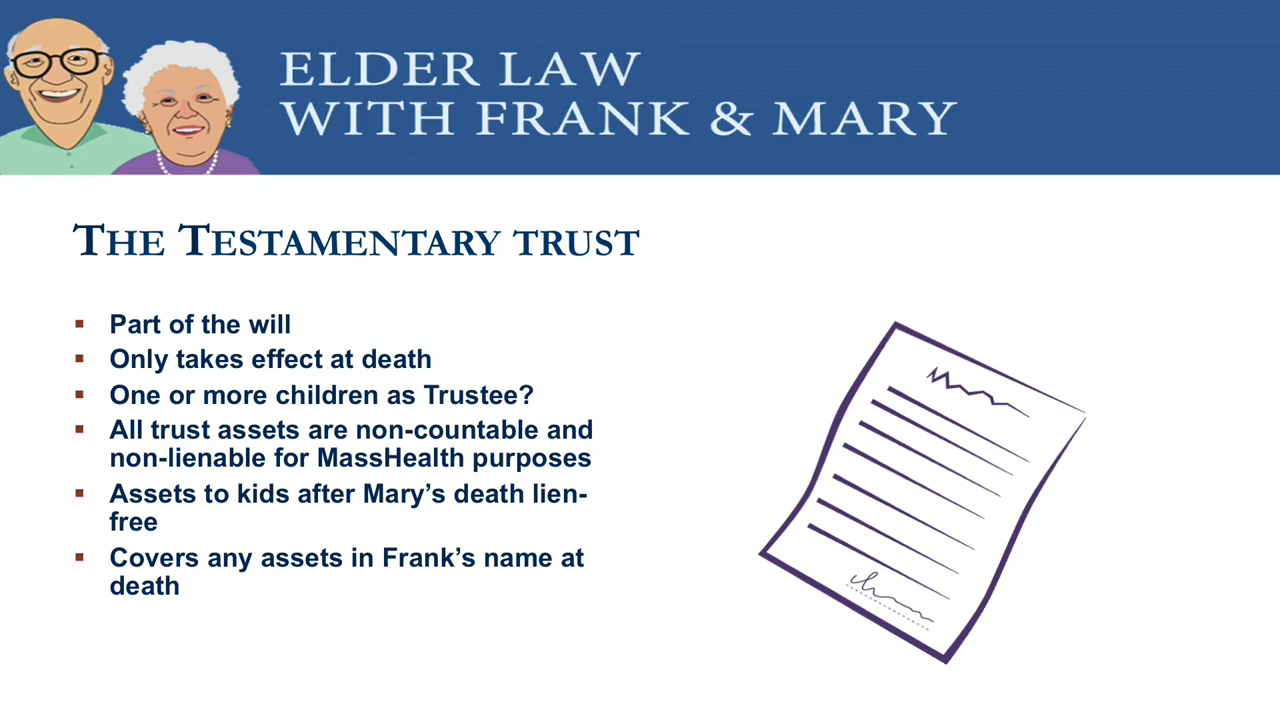 ELDER LAW
WITH FRANK & MARY
THE TESTAMENTARY TRUST
▪ Part of the will
▪ Only takes effect at death
▪ One or more children as Trustee?
▪ All trust assets are non-countable and
non-lienable for MassHealth purposes
▪ Assets to kids after Mary’s death lien-
free
▪ Covers any assets in Frank’s name at
death